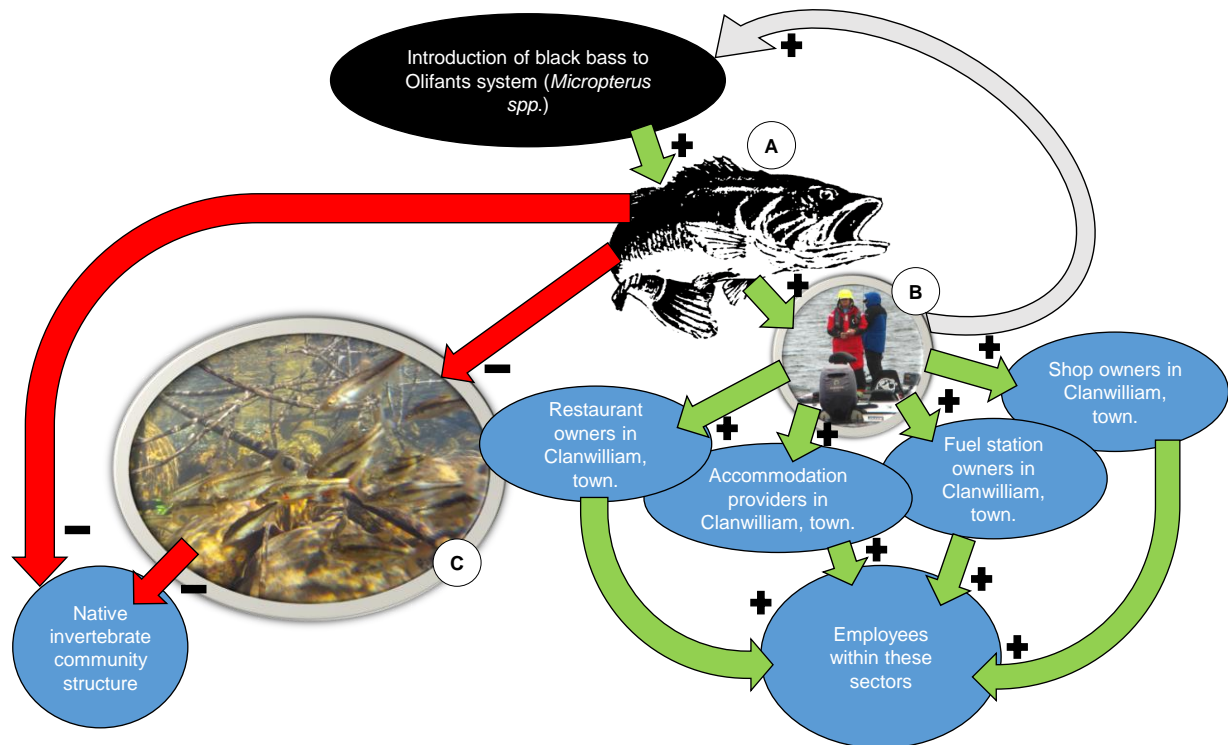 Introduction of black bass to
Olifants system (Micropterus
spp.)
+
A
+
+
B
+
Shop owners in
Clanwilliam,
town.
-
Restaurant
owners in
Clanwilliam,
town.
+
+
+
Fuel station
owners in
Clanwilliam,
town.
Accommodation
providers in
Clanwilliam, town.
-
C
-
+
+
+
+
Native
invertebrate
community
structure
Employees
within these
sectors